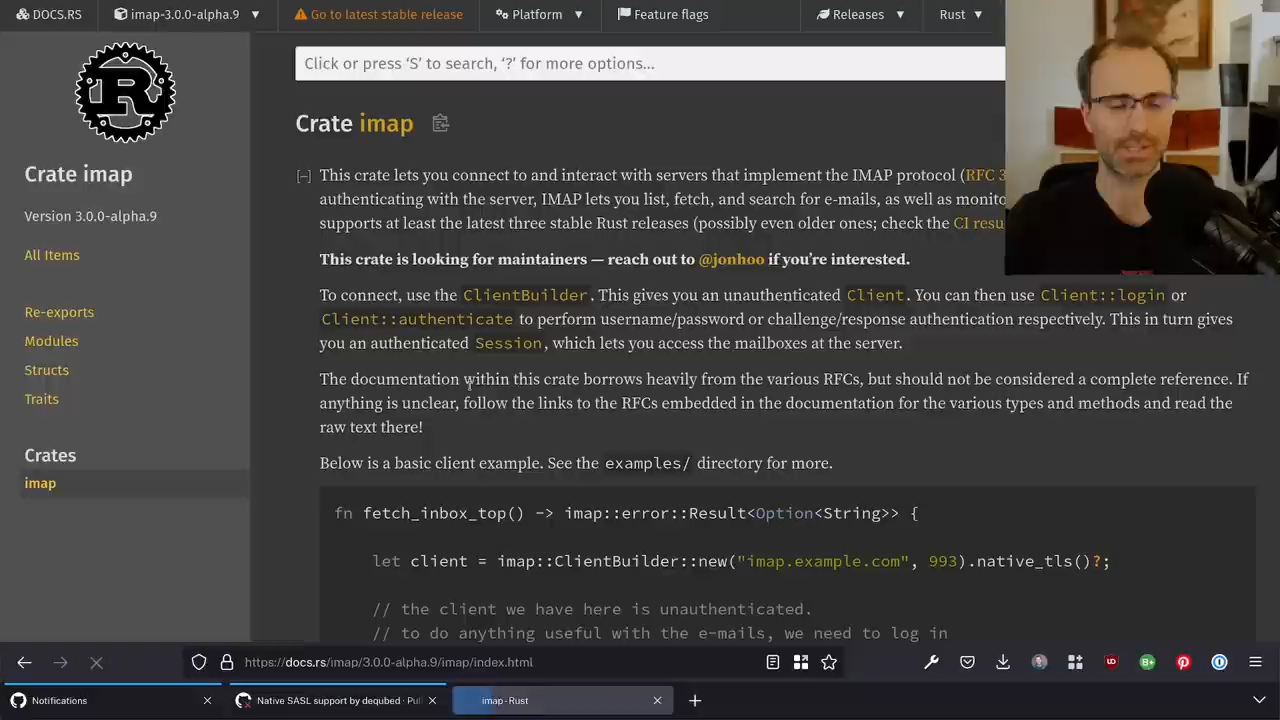 DOCS.RS
imap-3.0.0-alpha.9
Go to latest stable release
Platform
Feature flags
Releases
Rust
Click or press ‘S’ to search, ‘?’ for more options…
R
Crate imap
Version 3.0.0-alpha.9
All Items
Re-exports
Modules
Structs
Traits
Crates
imap
Crate imap
[−]
This crate lets you connect to and interact with servers that implement the IMAP protocol (RFC 3
authenticating with the server, IMAP lets you list, fetch, and search for e-mails, as well as monito
supports at least the latest three stable Rust releases (possibly even older ones; check the CI resu
This crate is looking for maintainers — reach out to @jonhoo if you’re interested.
To connect, use the ClientBuilder. This gives you an unauthenticated Client. You can then use Client::login or
Client::authenticate to perform username/password or challenge/response authentication respectively. This in turn gives
you an authenticated Session, which lets you access the mailboxes at the server.
The documentation within this crate borrows heavily from the various RFCs, but should not be considered a complete reference. If
anything is unclear, follow the links to the RFCs embedded in the documentation for the various types and methods and read the
raw text there!
Below is a basic client example. See the examples/ directory for more.
fn fetch_inbox_top() -> imap::error::Result<Option<String>> {
let client = imap::ClientBuilder::new("imap.example.com", 993).native_tls()?;
// the client we have here is unauthenticated.
// to do anything useful with the e-mails, we need to log in
https://docs.rs/imap/3.0.0-alpha.9/imap/index.html
Notifications
Native SASL support by dequbed · Pul
imap - Rust